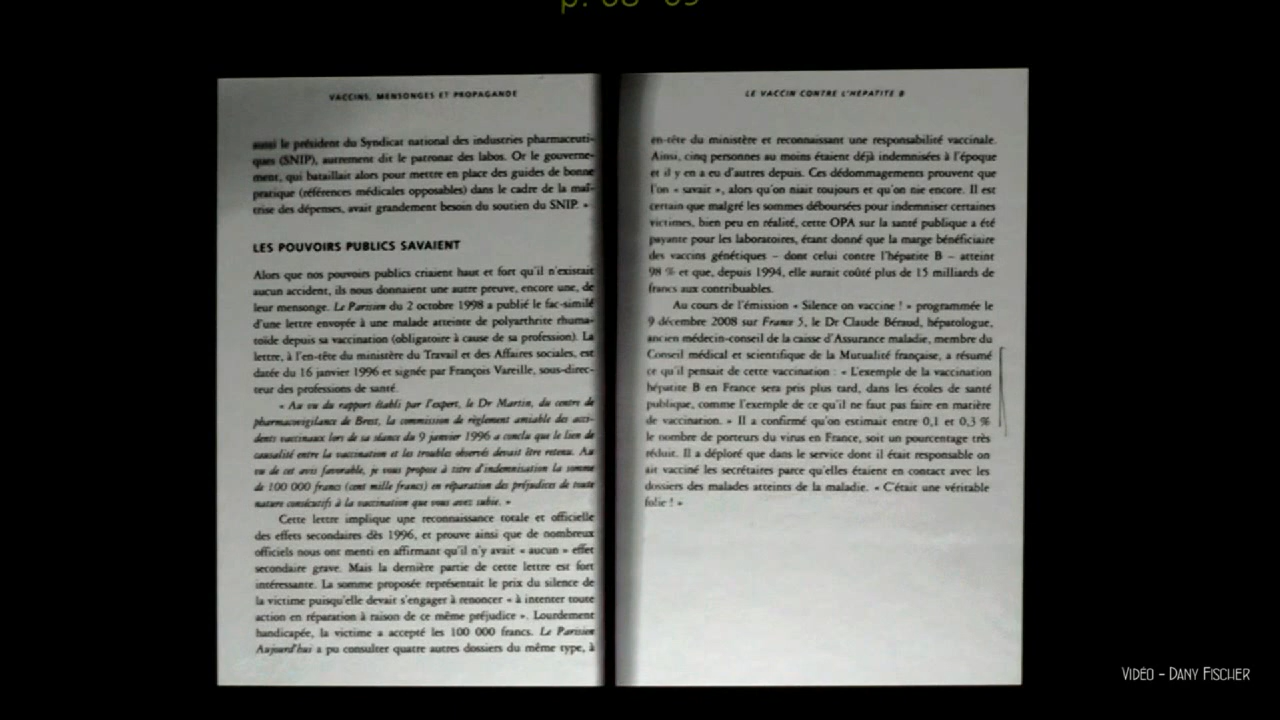 p. 68-69
VACCINS, MENSONGES ET PROPAGANDE
aussi le président du Syndicat national des industries pharmaceuti-
ques (SNIP), autrement dit le patronat des labos. Or le gouverne-
ment, qui bataillait alors pour mettre en place des guides de bonne
pratique (références médicales opposables) dans le cadre de la maî-
trise des dépenses, avait grandement besoin du soutien du SNIP. »
LES POUVOIRS PUBLICS SAVAIENT
Alors que nos pouvoirs publics criaient haut et fort qu'il n'existait
aucun accident, ils nous donnaient une autre preuve, encore une, de
leur mensonge. Le Parisien du 2 octobre 1998 a publié le fac-similé
d'une lettre envoyée à une malade atteinte de polyarthrite rhuma-
toïde depuis sa vaccination (obligatoire à cause de sa profession). La
lettre, à l'en-tête du ministère du Travail et des Affaires sociales, est
datée du 16 janvier 1996 et signée par François Vareille, sous-direc-
teur des professions de santé.
« Au vu du rapport établi par l'expert, le Dr Martin, du centre de
pharmacovigilance de Brest, la commission de règlement amiable des acci-
dents vaccinaux lors de sa séance du 9 janvier 1996 a conclu que le lien de
causalité entre la vaccination et les troubles observés devait être retenu. Au
vu de cet avis favorable, je vous propose à titre d'indemnisation la somme
de 100 000 francs (cent mille francs) en réparation des préjudices de toute
nature consécutifs à la vaccination que vous avez subie. »
Cette lettre implique une reconnaissance totale et officielle
des effets secondaires dès 1996, et prouve ainsi que de nombreux
officiels nous ont menti en affirmant qu'il n'y avait « aucun » effet
secondaire grave. Mais la dernière partie de cette lettre est fort
intéressante. La somme proposée représentait le prix du silence de
la victime puisqu'elle devait s'engager à renoncer « à intenter toute
action en réparation à raison de ce même préjudice ». Lourdement
handicapée, la victime a accepté les 100 000 francs. Le Parisien
Aujourd'hui a pu consulter quatre autres dossiers du même type, à
LE VACCIN CONTRE L'HÉPATITE B
en-tête du ministère et reconnaissant une responsabilité vaccinale.
Ainsi, cinq personnes au moins étaient déjà indemnisées à l'époque
et il y en a eu d'autres depuis. Ces dédommagements prouvent que
l'on « savait », alors qu'on niait toujours et qu'on nie encore. Il est
certain que malgré les sommes déboursées pour indemniser certaines
victimes, bien peu en réalité, cette OPA sur la santé publique a été
payante pour les laboratoires, étant donné que la marge bénéficiaire
des vaccins génétiques – dont celui contre l'hépatite B – atteint
98 % et que, depuis 1994, elle aurait coûté plus de 15 milliards de
francs aux contribuables.
Au cours de l'émission « Silence on vaccine ! » programmée le
9 décembre 2008 sur France 5, le Dr Claude Béraud, hépatologue,
ancien médecin-conseil de la caisse d'Assurance maladie, membre du
Conseil médical et scientifique de la Mutualité française, a résumé
ce qu'il pensait de cette vaccination : « L'exemple de la vaccination
hépatite B en France sera pris plus tard, dans les écoles de santé
publique, comme l'exemple de ce qu'il ne faut pas faire en matière
de vaccination. » Il a confirmé qu'on estimait entre 0,1 et 0,3 %
le nombre de porteurs du virus en France, soit un pourcentage très
réduit. Il a déploré que dans le service dont il était responsable on
ait vacciné les secrétaires parce qu'elles étaient en contact avec les
dossiers des malades atteints de la maladie. « C'était une véritable
folie ! »
VIDÉO - DANY FISCHER